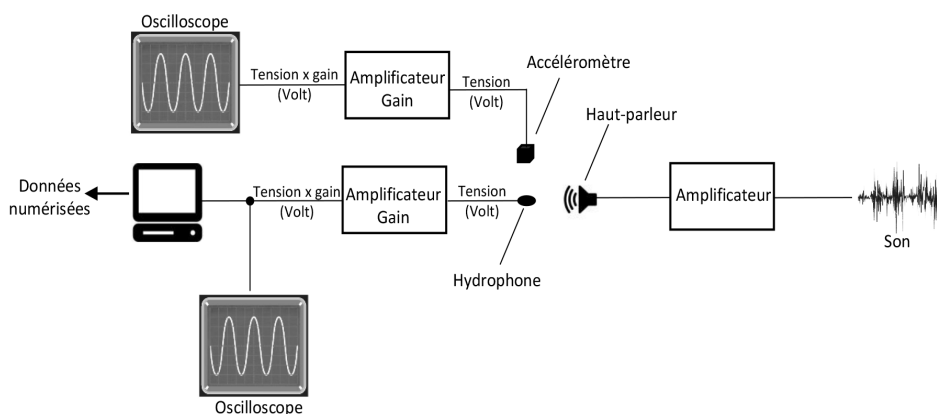 Oscilloscope
Tension x gain
(Volt)
Amplificateur
Gain
Tension
(Volt)
Accéléromètre
Haut-parleur
Données
numérisées
Tension x gain
(Volt)
Amplificateur
Gain
Tension
(Volt)
Amplificateur
Son
Hydrophone
Oscilloscope